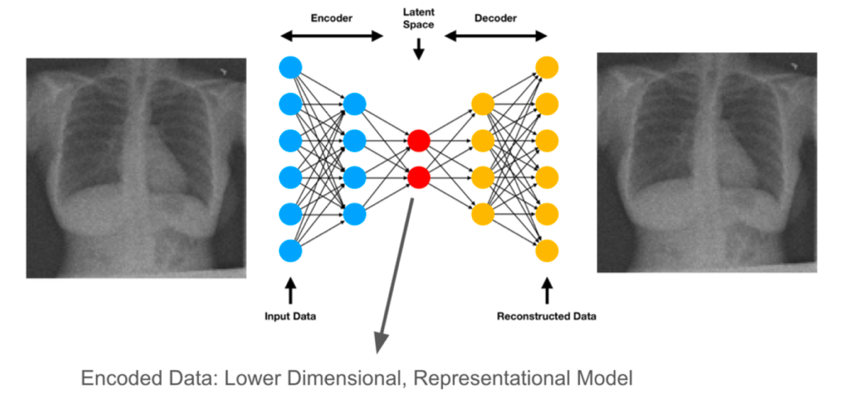 Encoder
Latent
Space
Decoder
Input Data
Reconstructed Data
Encoded Data: Lower Dimensional, Representational Model